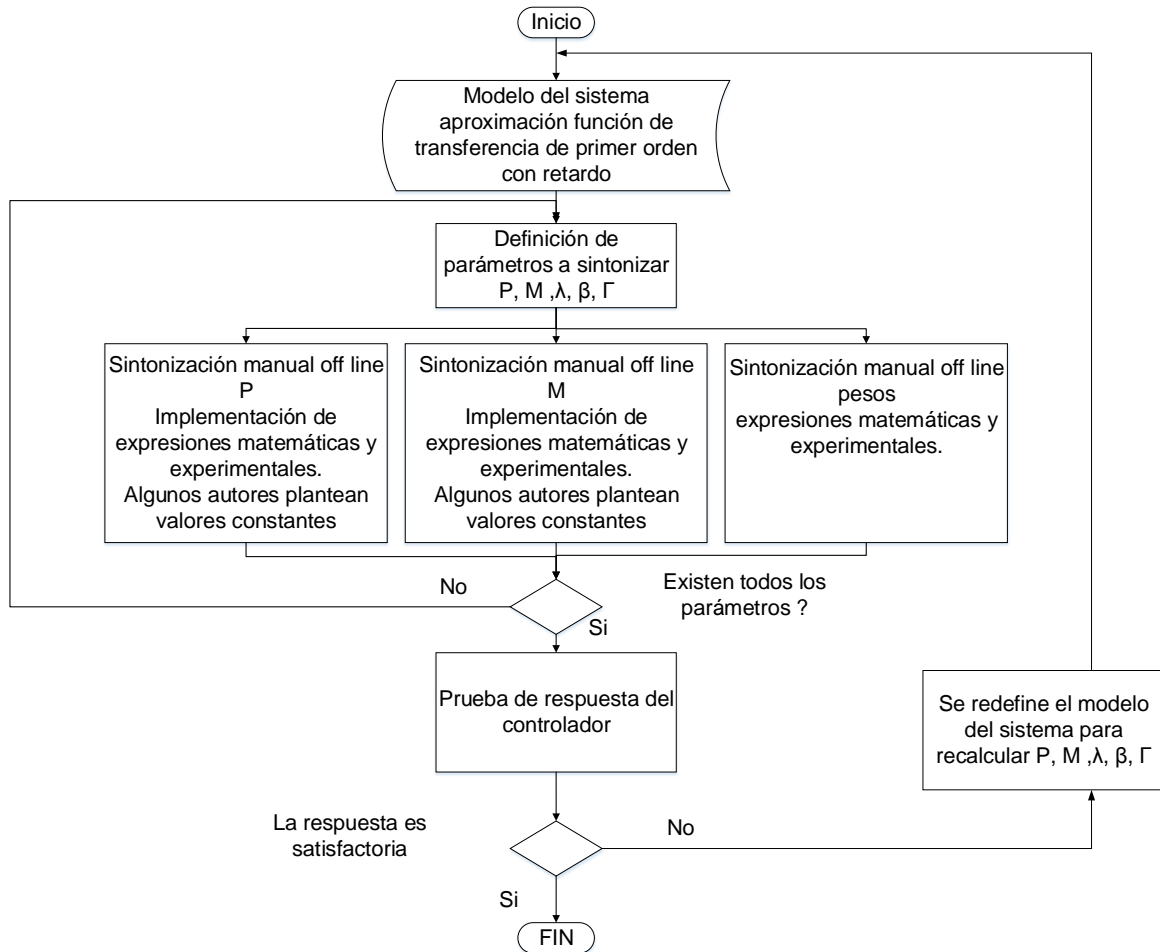 Inicio
Modelo del sistema
aproximación función de
transferencia de primer orden
con retardo
Definición de
parámetros a sintonizar
P, M ,λ, β, Γ
Sintonización manual off line
P
Implementación de
expresiones matemáticas y
experimentales.
Algunos autores plantean
valores constantes
Sintonización manual off line
M
Implementación de
expresiones matemáticas y
experimentales.
Algunos autores plantean
valores constantes
Sintonización manual off line
pesos
expresiones matemáticas y
experimentales.
No
Existen todos los
parámetros ?
Si
Prueba de respuesta del
controlador
Se redefine el modelo
del sistema para
recalcular P, M ,λ, β, Γ
La respuesta es
satisfactoria
No
Si
FIN